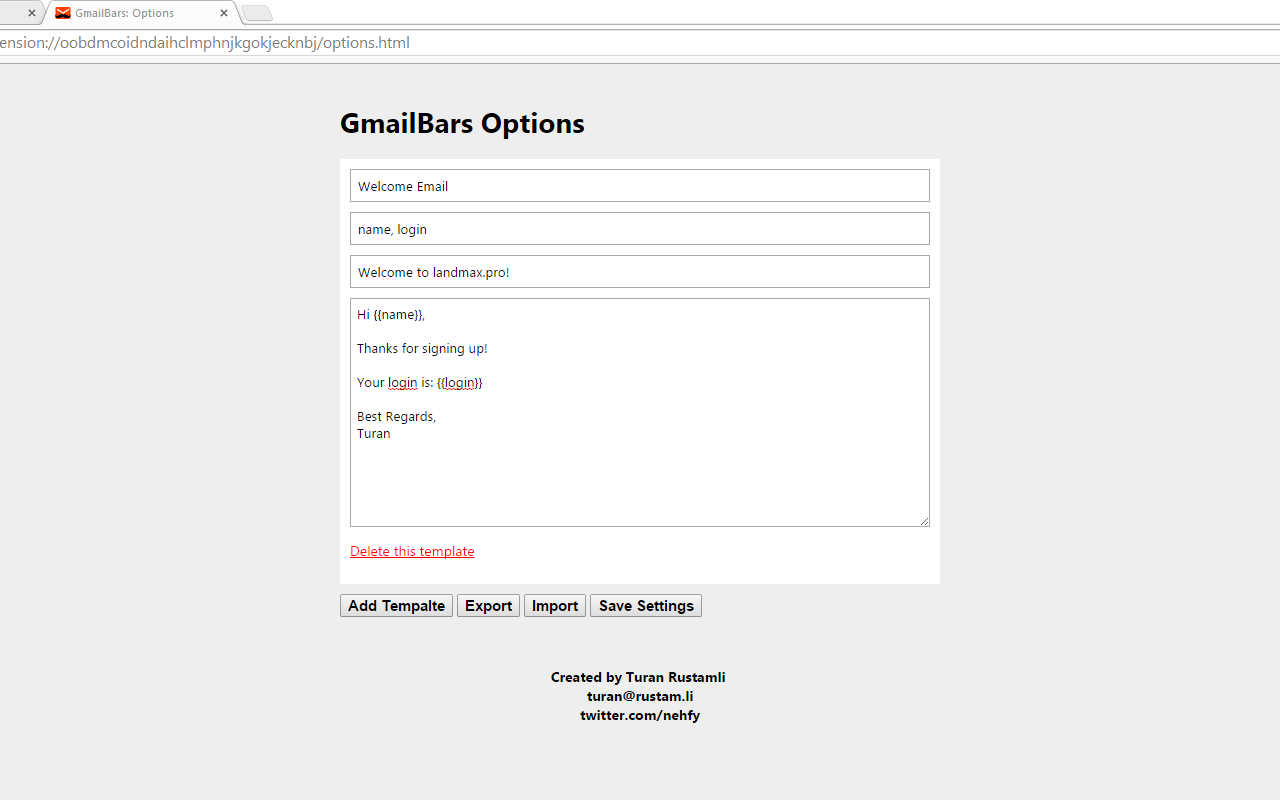 GmailBars: Options
ension://oobdmcoidndaihclmphnjkgokjecknbj/options.html
GmailBars Options
Welcome Email
name, login
Welcome to landmax.pro!
Hi {{name}},
Thanks for signing up!
Your login is: {{login}}
Best Regards,
Turan
Delete this template
Add Tempalte Export Import Save Settings
Created by Turan Rustamli
turan@rustam.li
twitter.com/nehfy